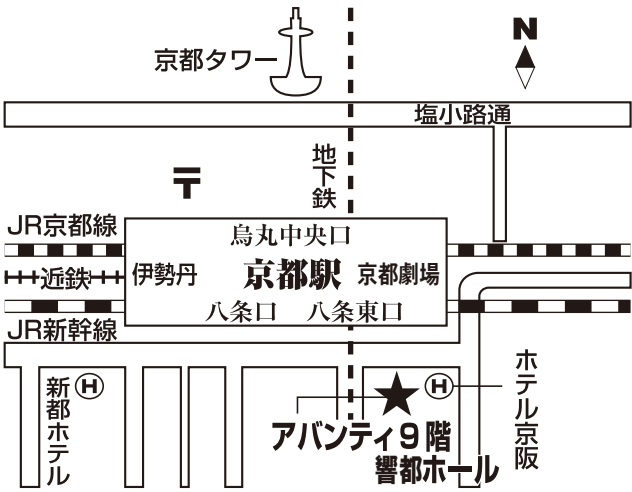 京都タワー
N
塩小路通
地下鉄
〒
JR京都線
烏丸中央口
近鉄
伊勢丹
京都駅
京都劇場
八条口
八条東口
JR新幹線
新都ホテル
H
H
ホテル京阪
アバンティ9階
響都ホール